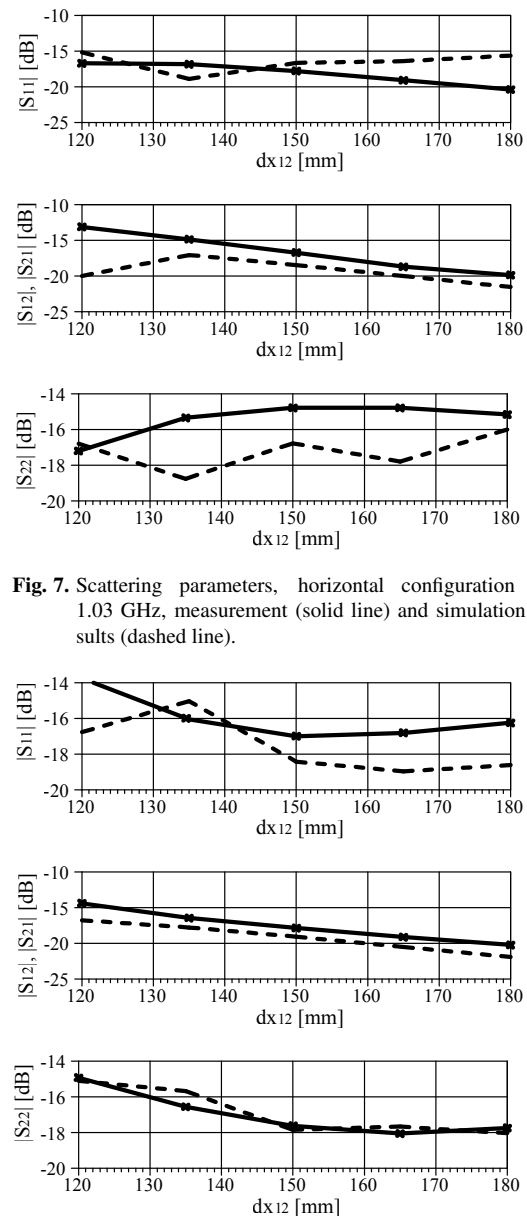 -10
-15
-20
-25
|S11| [dB]
120 130 140 150 160 170 180
dx12 [mm]
-10
-15
-20
-25
|S12|, |S21| [dB]
120 130 140 150 160 170 180
dx12 [mm]
-14
-16
-18
-20
|S22| [dB]
120 130 140 150 160 170 180
dx12 [mm]
Fig. 7. Scattering parameters, horizontal configuration
1.03 GHz, measurement (solid line) and simulation
sults (dashed line).
-14
-16
-18
-20
|S11| [dB]
120 130 140 150 160 170 180
dx12 [mm]
-10
-15
-20
-25
|S12|, |S21| [dB]
120 130 140 150 160 170 180
dx12 [mm]
-14
-16
-18
-20
|S22| [dB]
120 130 140 150 160 170 180
dx12 [mm]